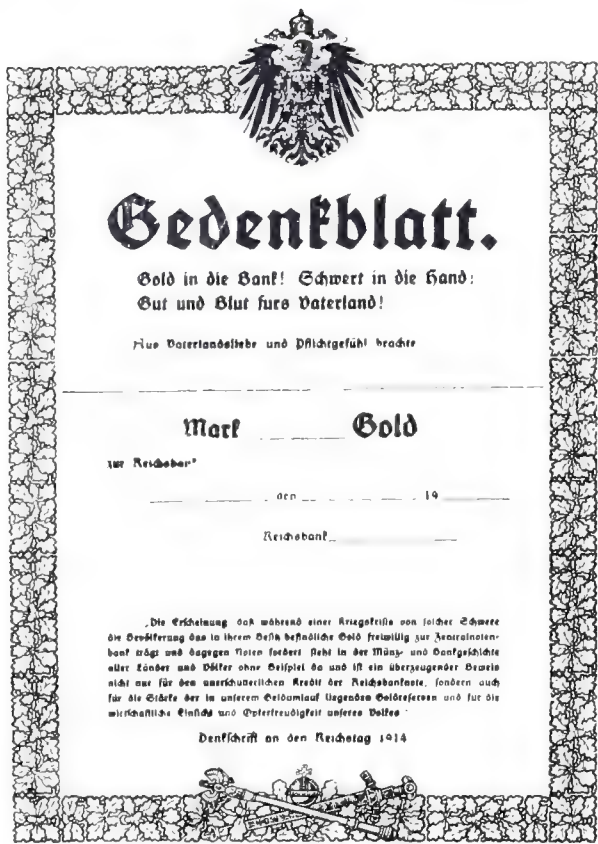 Gedenkblatt.
Gold in die Bank! Schwert in die Hand!
Gut und Blut furs Vaterland!
Aus Vaterlandsliebe und Pflichtgefühl brachte
Mark Gold
zur Reichsbank
den 19
Reichsbank
„Die Erscheinung daß während einer Kriegskrisis von solcher Schwere
die Bevölkerung das in ihrem Besitz befindliche Gold freiwillig zur Zentralnoten-
bank trägt und dagegen Noten fordert steht in der Münz- und Bankgeschichte
aller Länder und Völker ohne Beispiel da und ist ein überzeugender Beweis
nicht nur für den unerschutterlichen Kredit der Reichsbanknote, sondern auch
für die Stärke der in unserem Geldumlauf liegenden Goldreserven und fur die
wirtschaftliche Einsicht und Opferfreudigkeit unseres Volkes"
Denkschrift an den Reichstag 1914